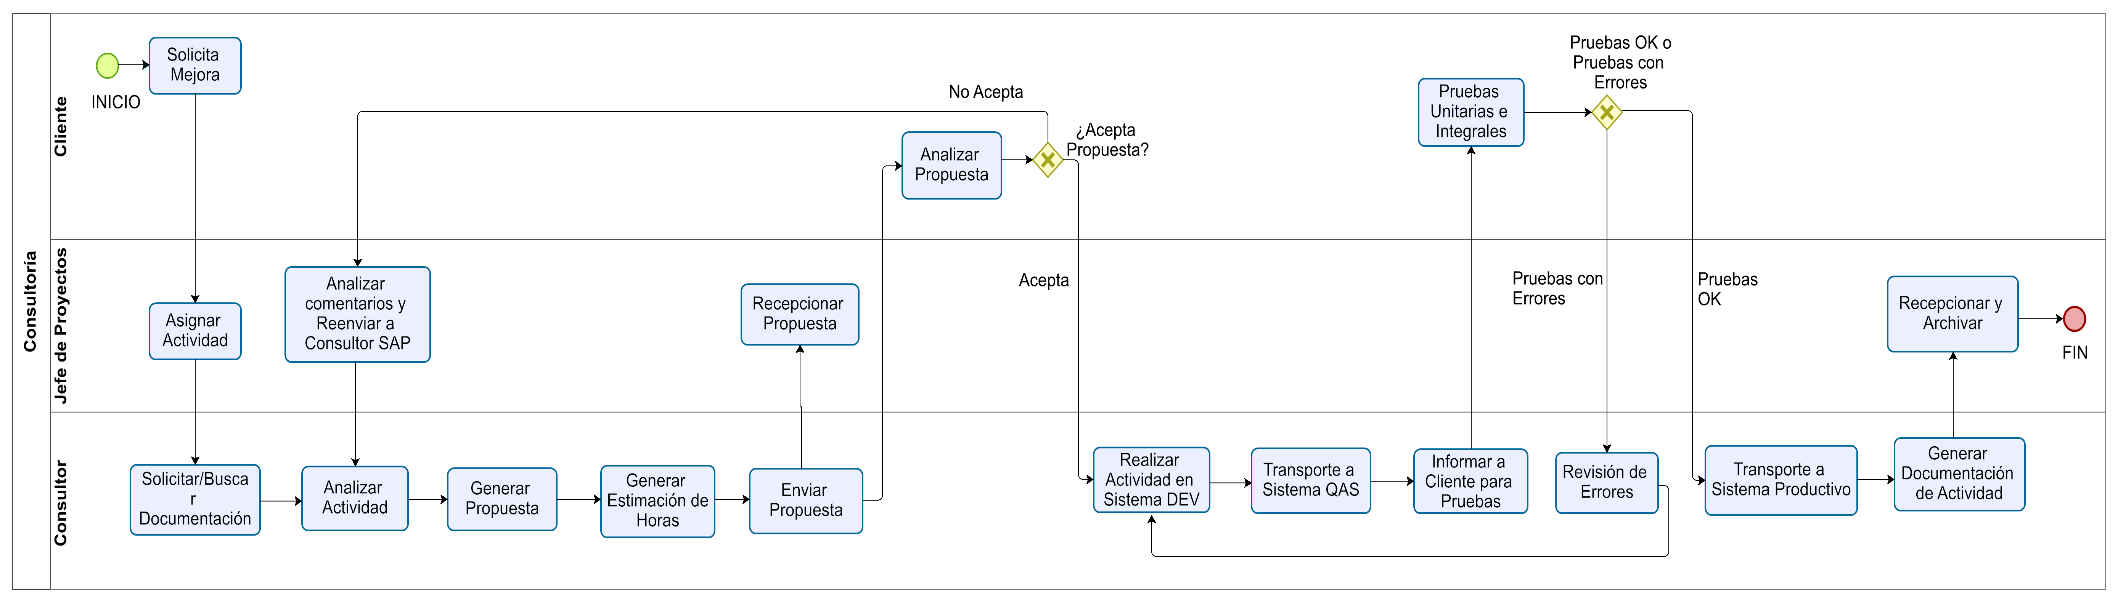 Consultoría
Cliente
Jefe de Proyectos
Consultor
INICIO
Solicita
Mejora
Asignar
Actividad
Solicitar/Busca
r
Documentación
Analizar
comentarios y
Reenviar a
Consultor SAP
Analizar
Actividad
Generar
Propuesta
Generar
Estimación de
Horas
Enviar
Propuesta
Recepcionar
Propuesta
Analizar
Propuesta
No Acepta
¿Acepta
Propuesta?
Acepta
Realizar
Actividad en
Sistema DEV
Transporte a
Sistema QAS
Informar a
Cliente para
Pruebas
Pruebas
Unitarias e
Integrales
Pruebas OK o
Pruebas con
Errores
Pruebas con
Errores
Pruebas
OK
Revisión de
Errores
Transporte a
Sistema Productivo
Generar
Documentación
de Actividad
Recepcionar y
Archivar
FIN